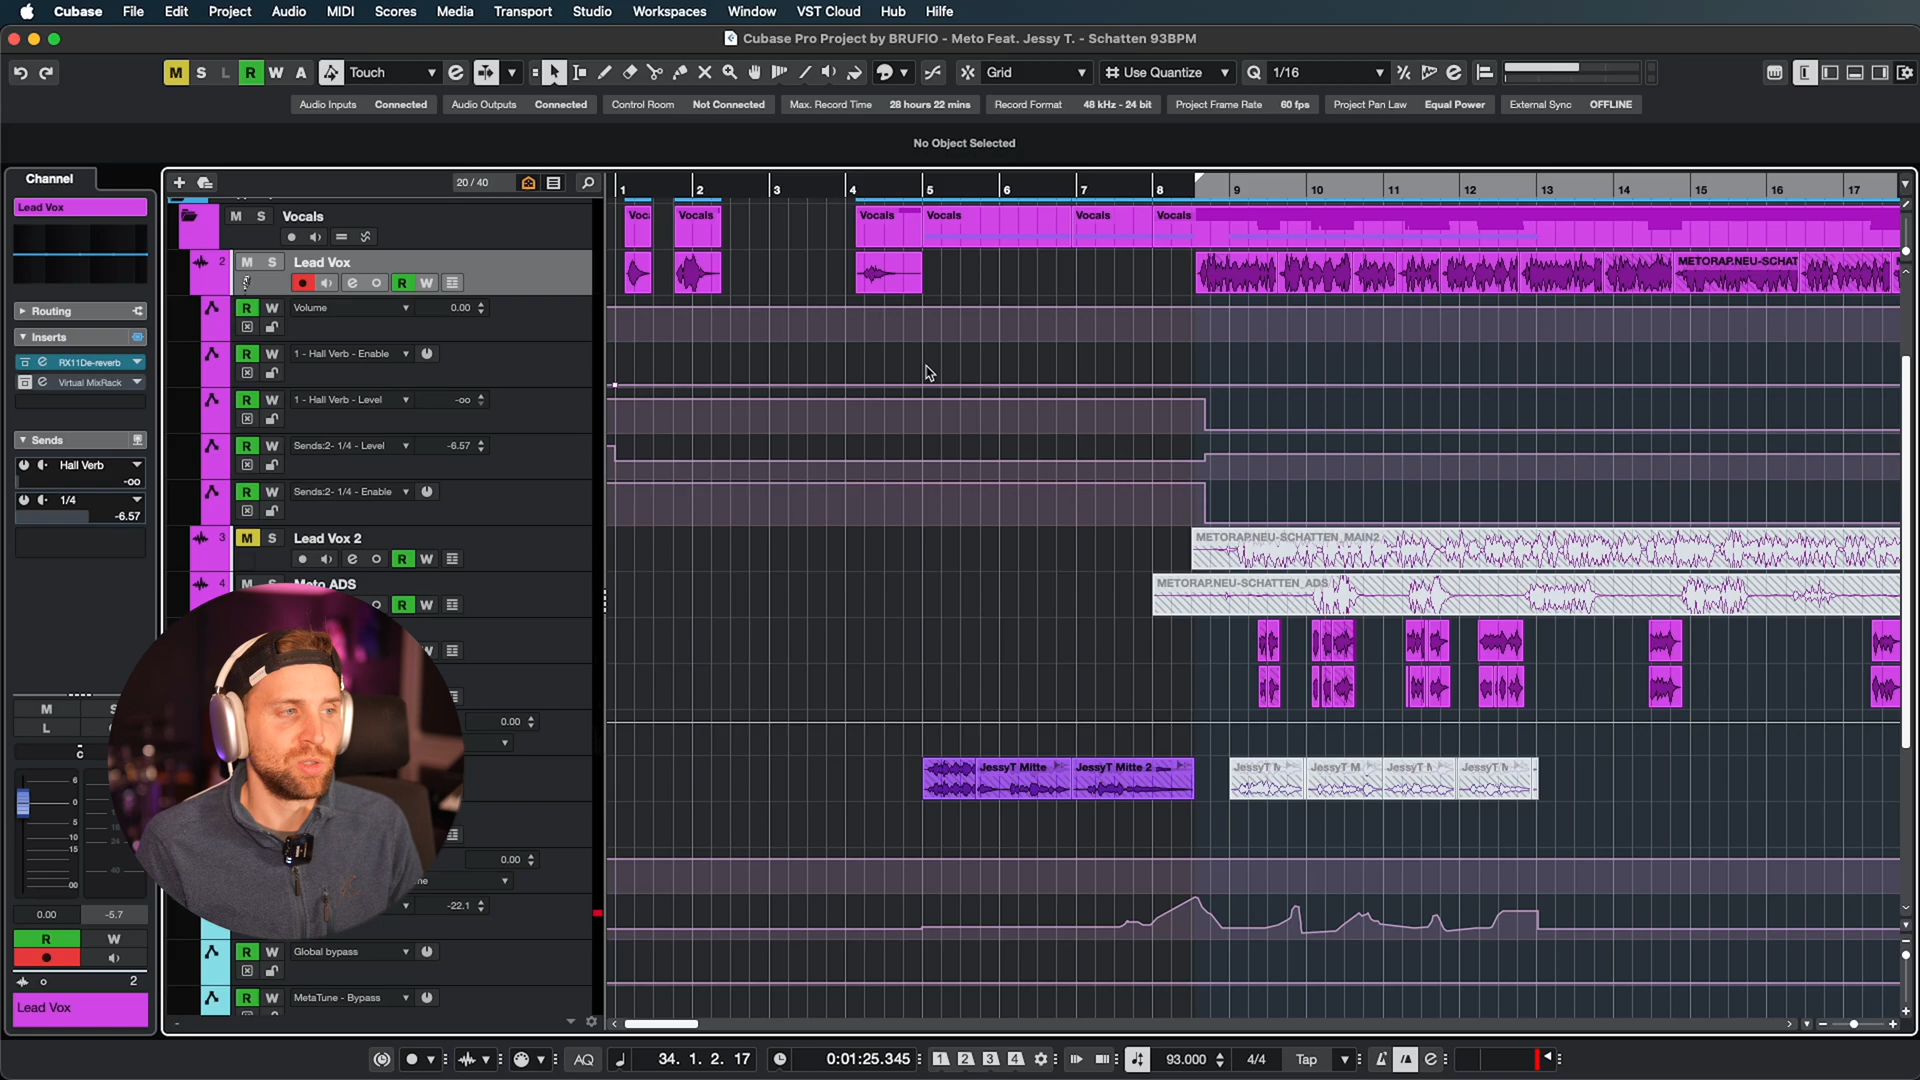 Cubase File Edit Project Audio MIDI Scores Media Transport Studio Workspaces Window VST Cloud Hub Hilfe
Cubase Pro Project by BRUFIO - Meto Feat. Jessy T. - Schatten 93BPM
M S L R W A Touch Grid Use Quantize Q 1/16
Audio Inputs Connected Audio Outputs Connected Control Room Not Connected Max. Record Time 28 hours 22 mins Record Format 48 kHz - 24 bit Project Frame Rate 60 fps Project Pan Law Equal Power External Sync OFFLINE
No Object Selected
Channel
20 / 40
1 2 3 4 5 6 7 8 9 10 11 12 13 14 15 16 17
Lead Vox
M S Vocals
Vocals Vocals Vocals Vocals Vocals
2 M S Lead Vox
R W
METORAP.NEU-SCHAT
Routing
Inserts
RX11De-reverb
Virtual MixRack
R W Volume 0.00
R W 1 - Hall Verb - Enable
R W 1 - Hall Verb - Level -oo
R W Sends:2- 1/4 - Level -6.57
R W Sends:2- 1/4 - Enable
Sends
Hall Verb
-oo
1/4
-6.57
3 M S Lead Vox 2
R W
METORAP.NEU-SCHATTEN_MAIN2
4 M S Meto ADS
R W
METORAP.NEU-SCHATTEN_ADS
W
M S
L
0.00
C
JessyT Mitte JessyT Mitte 2 JessyT M JessyT M JessyT M JessyT M
6
0
5
10
15
00
0.00
-22.1
0.00 -5.7
R W
2
Lead Vox
R W Global bypass
R W MetaTune - Bypass
AQ 34. 1. 2. 17 0:01:25.345 1 2 3 4 93.000 4/4 Tap